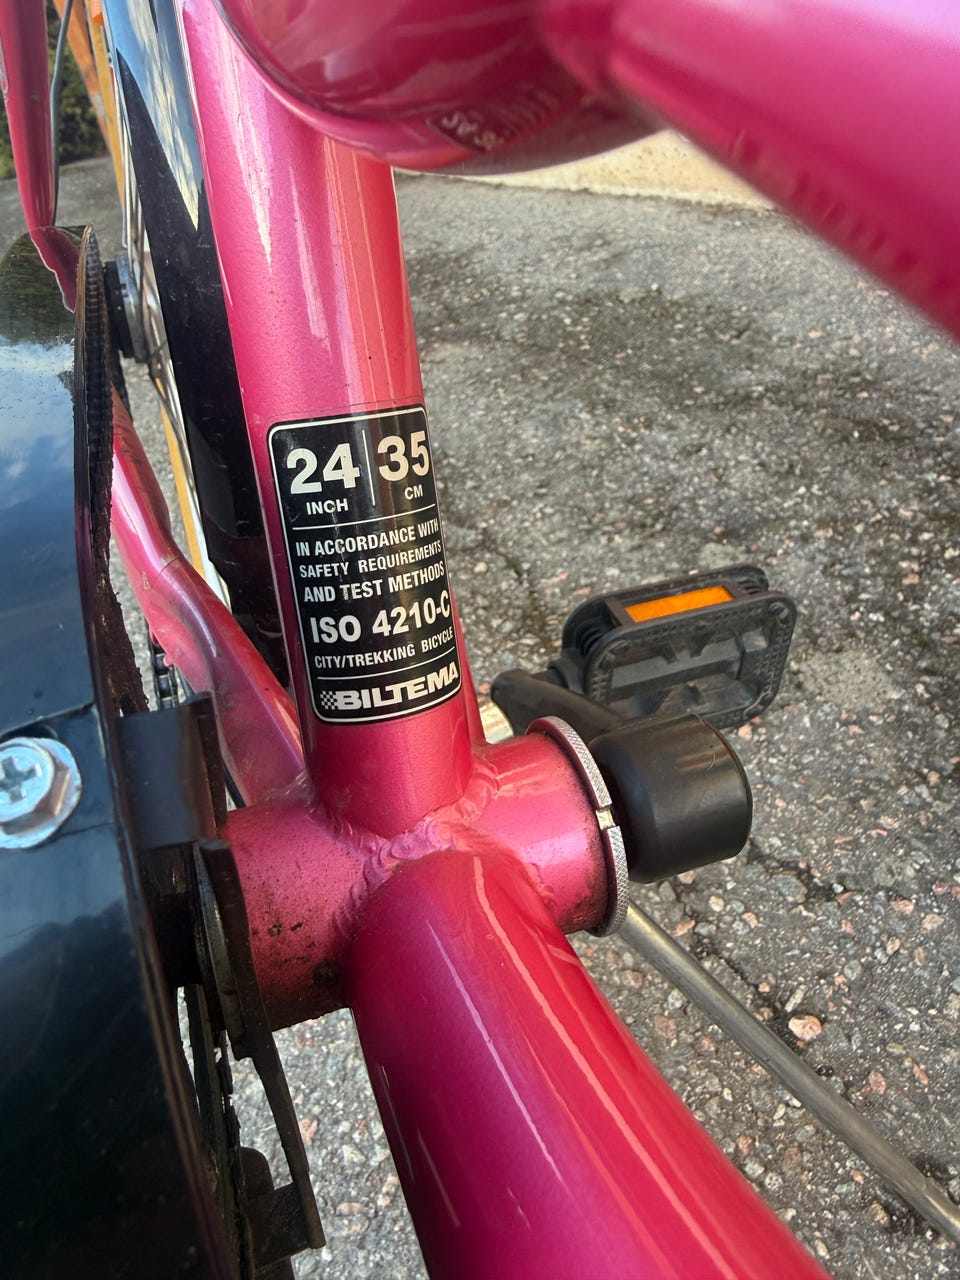 24 35
INCH CM
IN ACCORDANCE WITH
SAFETY REQUIREMENTS
AND TEST METHODS
ISO 4210-C
CITY/TREKKING BICYCLE
BILTEMA